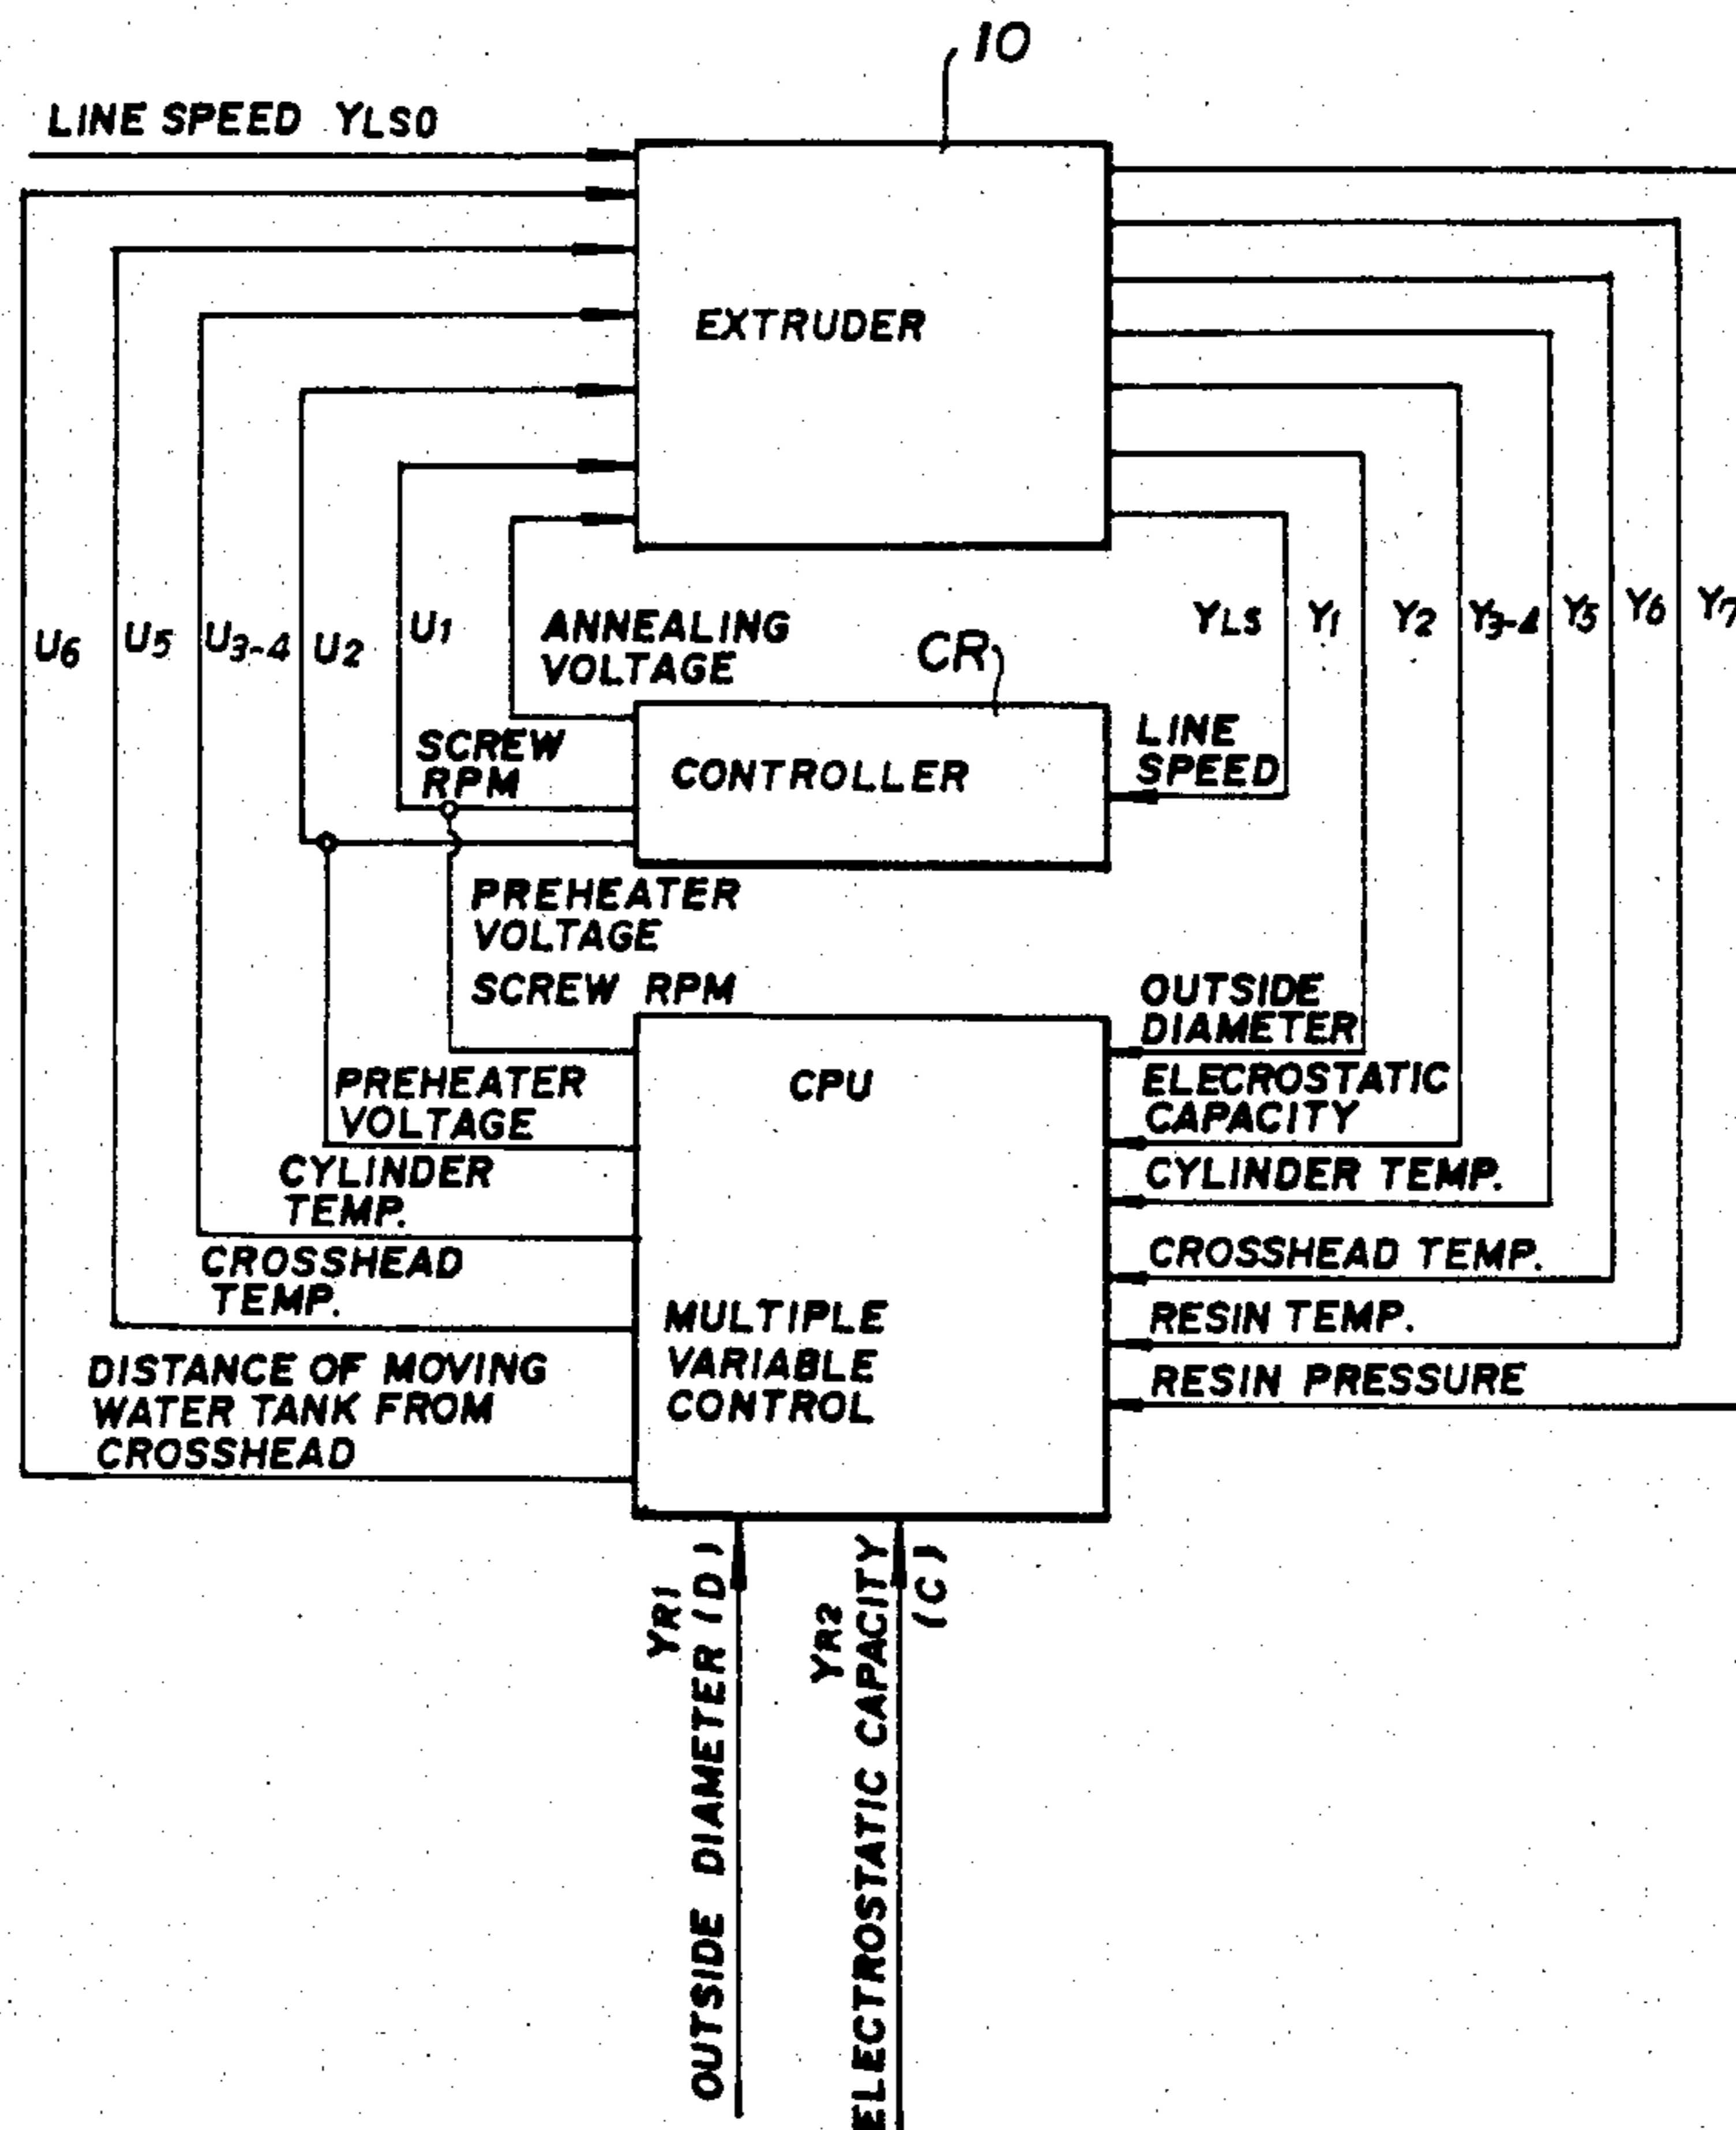 10
LINE SPEED YLSO
EXTRUDER
U6
U5
U3-4
U2
U1
ANNEALING
VOLTAGE
CR
YLS
Y1
Y2
Y3-4
Y5
Y6
Y7
SCREW
RPM
CONTROLLER
LINE
SPEED
PREHEATER
VOLTAGE
SCREW RPM
OUTSIDE
DIAMETER
CPU
PREHEATER
VOLTAGE
ELECROSTATIC
CAPACITY
CYLINDER
TEMP.
CYLINDER TEMP.
CROSSHEAD
TEMP.
CROSSHEAD TEMP.
MULTIPLE
VARIABLE
CONTROL
RESIN TEMP.
DISTANCE OF MOVING
WATER TANK FROM
CROSSHEAD
RESIN PRESSURE
YR1
OUTSIDE DIAMETER (D)
YR2
ELECTROSTATIC CAPACITY
(C)